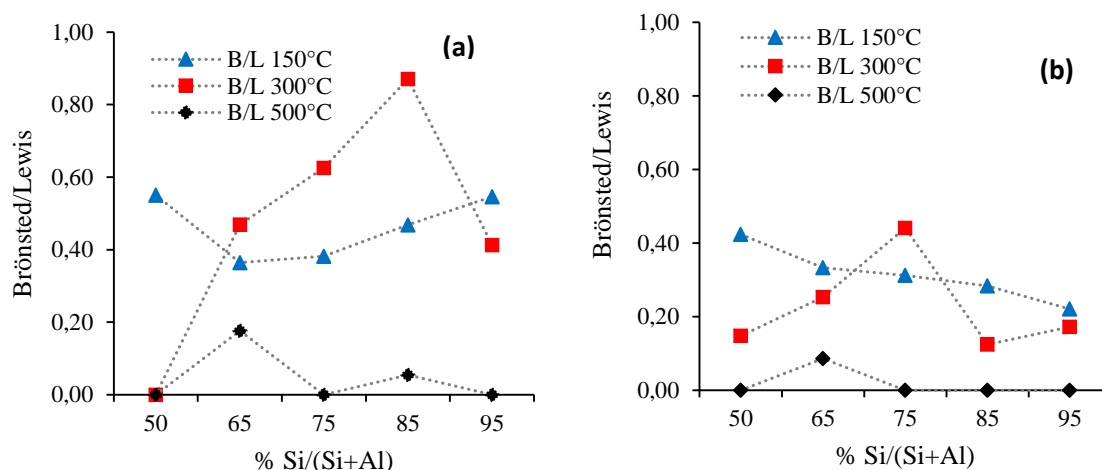 (a)
B/L 150°C
B/L 300°C
B/L 500°C
Brönsted/Lewis
1,00
0,80
0,60
0,40
0,20
0,00
50 65 75 85 95
% Si/(Si+Al)
(b)
B/L 150°C
B/L 300°C
B/L 500°C
Brönsted/Lewis
1,00
0,80
0,60
0,40
0,20
0,00
50 65 75 85 95
% Si/(Si+Al)